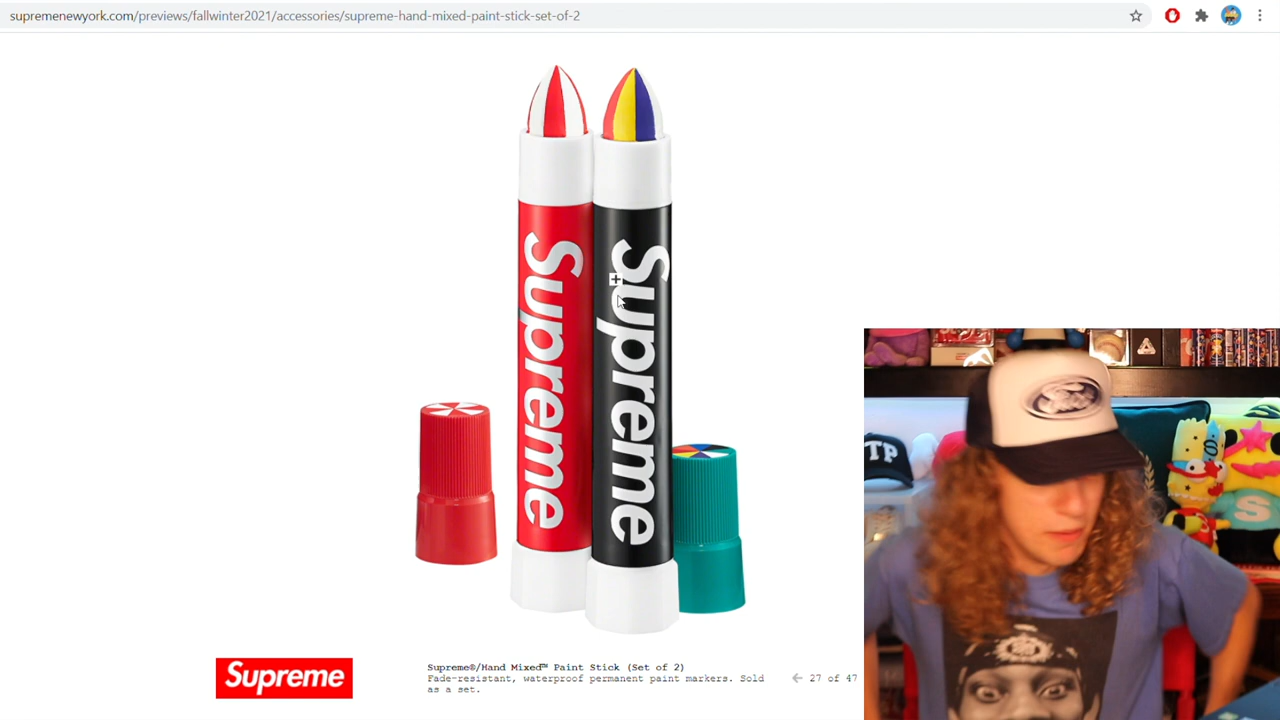 supremenewyork.com/previews/fallwinter2021/accessories/supreme-hand-mixed-paint-stick-set-of-2
Supreme
Supreme
TP
S
Supreme
Supreme®/Hand Mixed™ Paint Stick (Set of 2)
Fade-resistant, waterproof permanent paint markers. Sold
as a set.
← 27 of 47